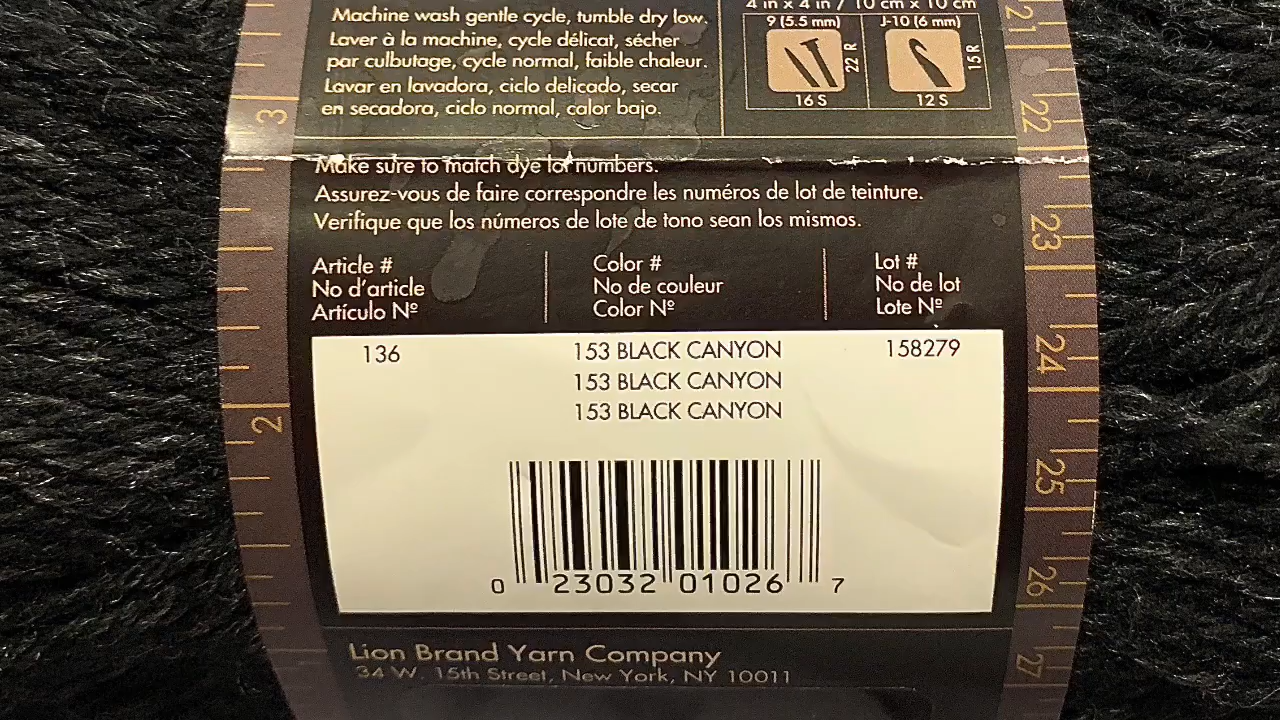 Machine wash gentle cycle, tumble dry low.
Laver à la machine, cycle délicat, sécher
par culbutage, cycle normal, faible chaleur.
Lavar en lavadora, ciclo delicado, secar
en secadora, ciclo normal, calor bajo.
4 in x 4 in / 10 cm x 10 cm
9 (5.5 mm) J-10 (6 mm)
22 R 15 R
16 S 12 S
Make sure to match dye lot numbers.
Assurez-vous de faire correspondre les numéros de lot de teinture.
Verifique que los números de lote de tono sean los mismos.
Article #
No d'article
Artículo Nº
Color #
No de couleur
Color Nº
Lot #
No de lot
Lote Nº
136 153 BLACK CANYON 158279
153 BLACK CANYON
153 BLACK CANYON
0 23032 01026 7
Lion Brand Yarn Company
34 W. 15th Street, New York, NY 10011
3
2
21
22
23
24
25
26
27